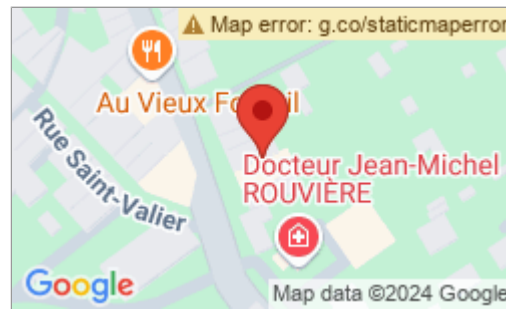 Map error: g.co/staticmaperror
Au Vieux Fo
il
Rue Saint-Valier
Docteur Jean-Michel
ROUVIÈRE
Google
Map data ©2024 Google